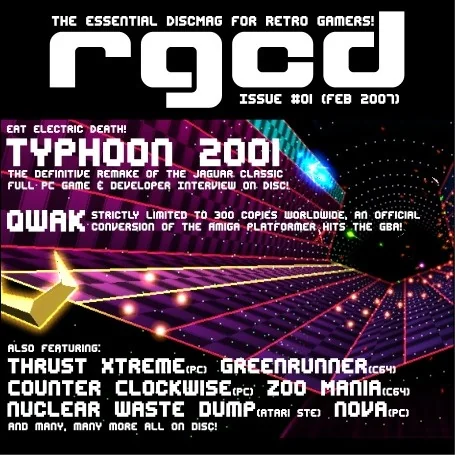 THE ESSENTIAL DISCMAG FOR RETRO GAMERS!
rgcd
ISSUE #01 (FEB 2007)
EAT ELECTRIC DEATH!
TYPHOON 2001
THE DEFINITIVE REMAKE OF THE JAGUAR CLASSIC
FULL PC GAME & DEVELOPER INTERVIEW ON DISC!
QWAK STRICTLY LIMITED TO 300 COPIES WORLDWIDE, AN OFFICIAL
CONVERSION OF THE AMIGA PLATFORMER HITS THE GBA!
ALSO FEATURING:
THRUST XTREME(PC) GREENRUNNER(C64)
COUNTER CLOCKWISE(PC) ZOO MANIA(C64)
NUCLEAR WASTE DUMP(ATARI STE) NOVA(PC)
AND MANY, MANY MORE ALL ON DISC!